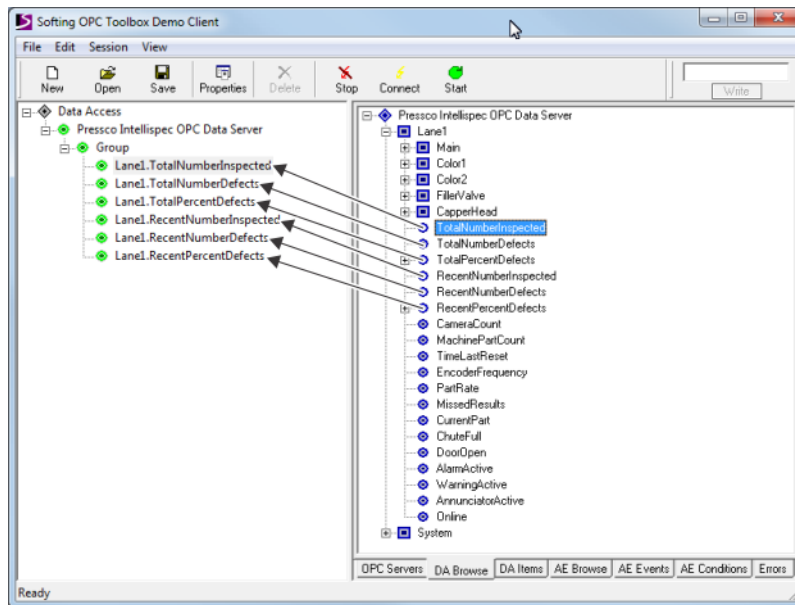 Softing OPC Toolbox Demo Client
File Edit Session View
New Open Save Properties Delete Stop Connect Start Write
Data Access
Pressco Intellispec OPC Data Server
Group
Lane1.TotalNumberInspected
Lane1.TotalNumberDefects
Lane1.TotalPercentDefects
Lane1.RecentNumberInspected
Lane1.RecentNumberDefects
Lane1.RecentPercentDefects
Pressco Intellispec OPC Data Server
Lane1
Main
Color1
Color2
FillerValve
CapperHead
TotalNumberInspected
TotalNumberDefects
TotalPercentDefects
RecentNumberInspected
RecentNumberDefects
RecentPercentDefects
CameraCount
MachinePartCount
TimeLastReset
EncoderFrequency
PartRate
MissedResults
CurrentPart
ChuteFull
DoorOpen
AlarmActive
WarningActive
AnnunciatorActive
Online
System
OPC Servers DA Browse DA Items AE Browse AE Events AE Conditions Errors
Ready